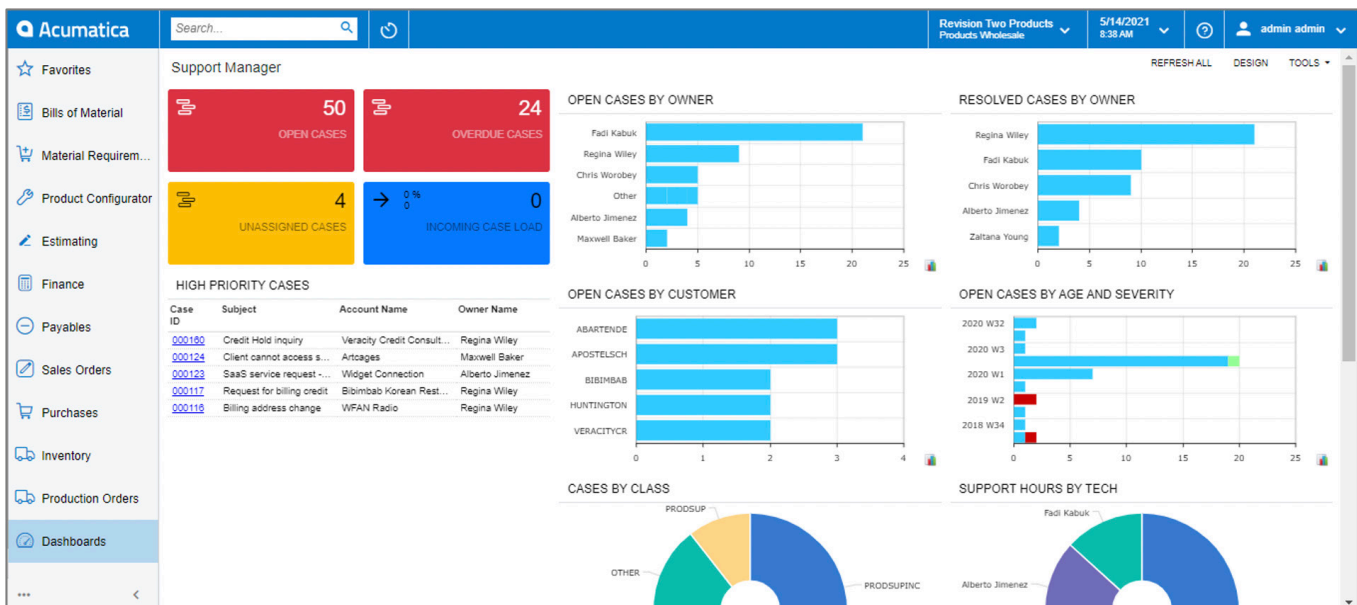 Acumatica
Search...
Revision Two Products
Products Wholesale
5/14/2021
8:38 AM
admin admin
Favorites
Bills of Material
Material Requirem...
Product Configurator
Estimating
Finance
Payables
Sales Orders
Purchases
Inventory
Production Orders
Dashboards
Support Manager
REFRESH ALL DESIGN TOOLS
50
OPEN CASES
24
OVERDUE CASES
4
UNASSIGNED CASES
0 %
0
0
INCOMING CASE LOAD
HIGH PRIORITY CASES
Case ID Subject Account Name Owner Name
000160 Credit Hold inquiry Veracity Credit Consult... Regina Wiley
000124 Client cannot access s... Artcages Maxwell Baker
000123 SaaS service request -... Widget Connection Alberto Jimenez
000117 Request for billing credit Bibimbab Korean Rest... Regina Wiley
000116 Billing address change WFAN Radio Regina Wiley
OPEN CASES BY OWNER
Fadi Kabuk
Regina Wiley
Chris Worobey
Other
Alberto Jimenez
Maxwell Baker
0 5 10 15 20 25
RESOLVED CASES BY OWNER
Regina Wiley
Fadi Kabuk
Chris Worobey
Alberto Jimenez
Zaltana Young
0 5 10 15 20 25
OPEN CASES BY CUSTOMER
ABARTENDE
APOSTELSCH
BIBIMBAB
HUNTINGTON
VERACITYCR
0 1 2 3 4
OPEN CASES BY AGE AND SEVERITY
2020 W32
2020 W3
2020 W1
2019 W2
2018 W34
0 5 10 15 20 25
CASES BY CLASS
PRODSUP
OTHER
PRODSUPINC
SUPPORT HOURS BY TECH
Fadi Kabuk
Alberto Jimenez